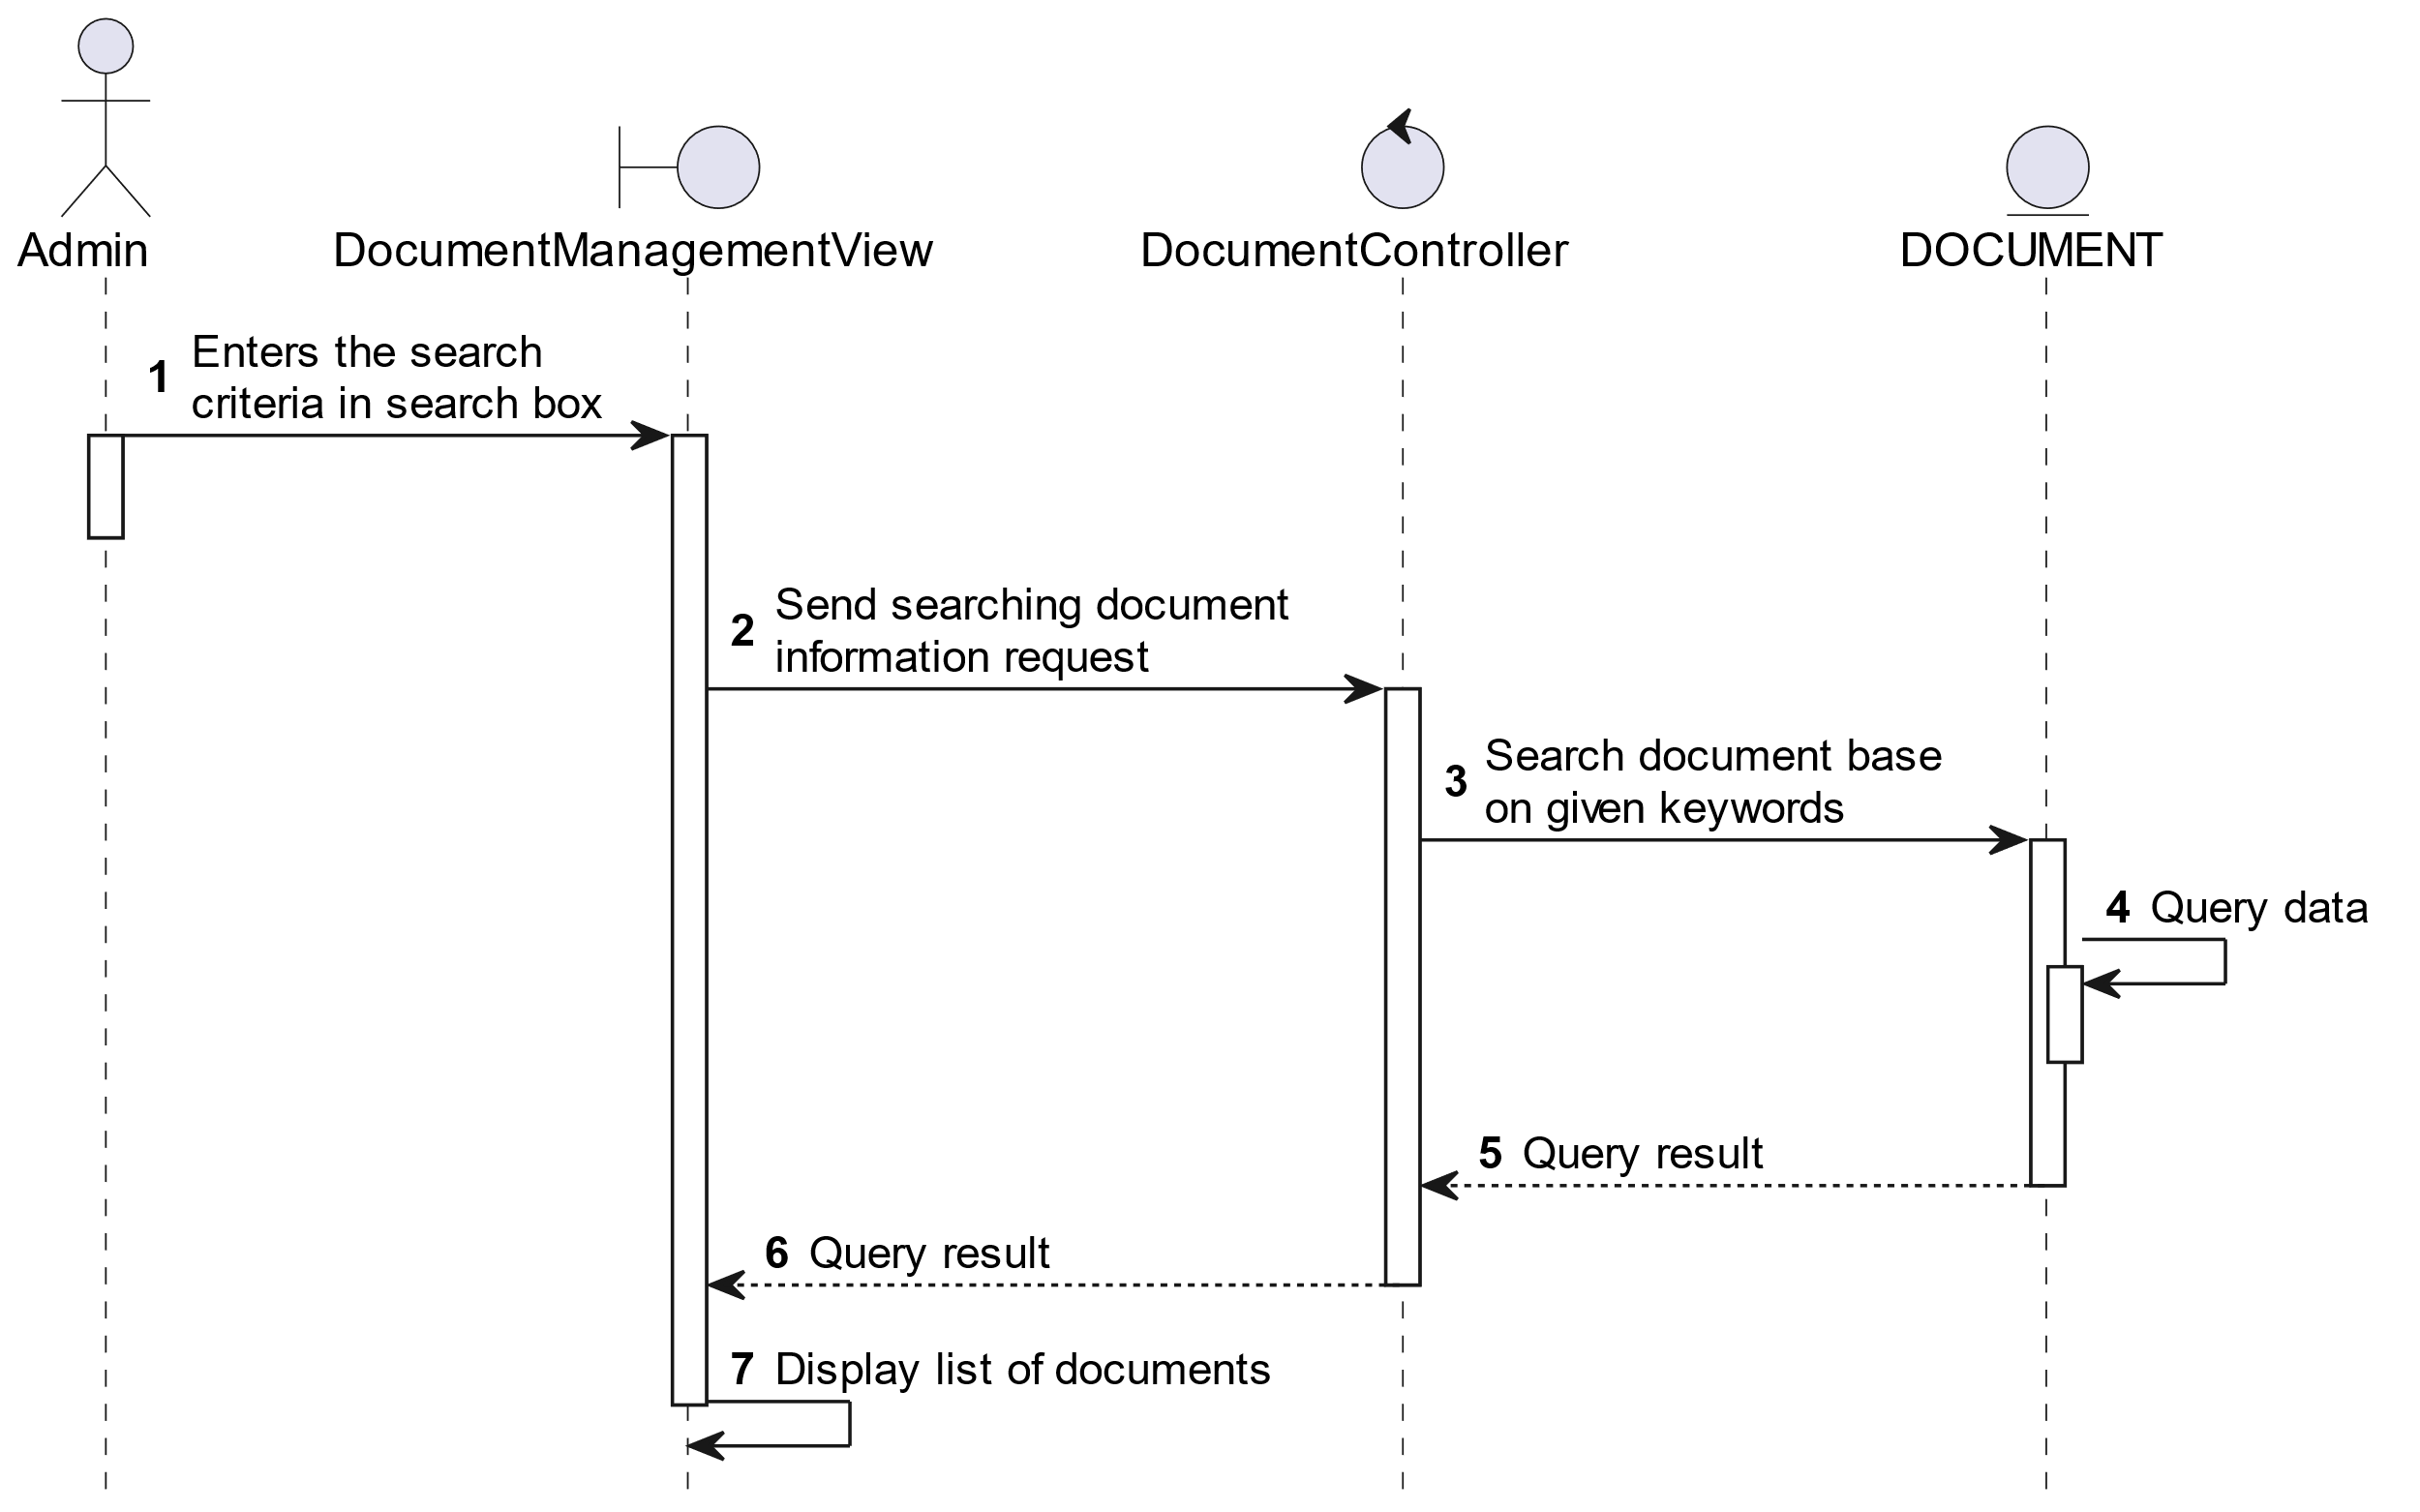 Admin
DocumentManagementView
DocumentController
DOCUMENT
1 Enters the search
criteria in search box
2 Send searching document
information request
3 Search document base
on given keywords
4 Query data
5 Query result
6 Query result
7 Display list of documents